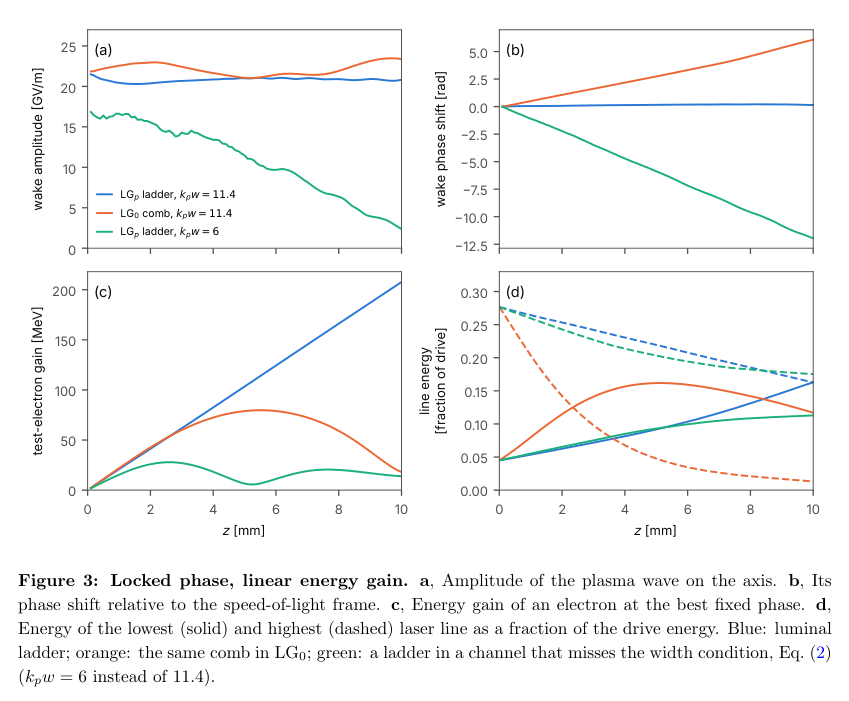 (a)
25
20
15
10
5
0
wake amplitude [GV/m]
LGp ladder, kpw = 11.4
LG0 comb, kpw = 11.4
LGp ladder, kpw = 6
(b)
5.0
2.5
0.0
−2.5
−5.0
−7.5
−10.0
−12.5
wake phase shift [rad]
(c)
200
150
100
50
0
test-electron gain [MeV]
0 2 4 6 8 10
z [mm]
(d)
0.30
0.25
0.20
0.15
0.10
0.05
0.00
line energy
[fraction of drive]
0 2 4 6 8 10
z [mm]
Figure 3: Locked phase, linear energy gain. a, Amplitude of the plasma wave on the axis. b, Its
phase shift relative to the speed-of-light frame. c, Energy gain of an electron at the best fixed phase. d,
Energy of the lowest (solid) and highest (dashed) laser line as a fraction of the drive energy. Blue: luminal
ladder; orange: the same comb in LG0; green: a ladder in a channel that misses the width condition, Eq. (2)
(kpw = 6 instead of 11.4).